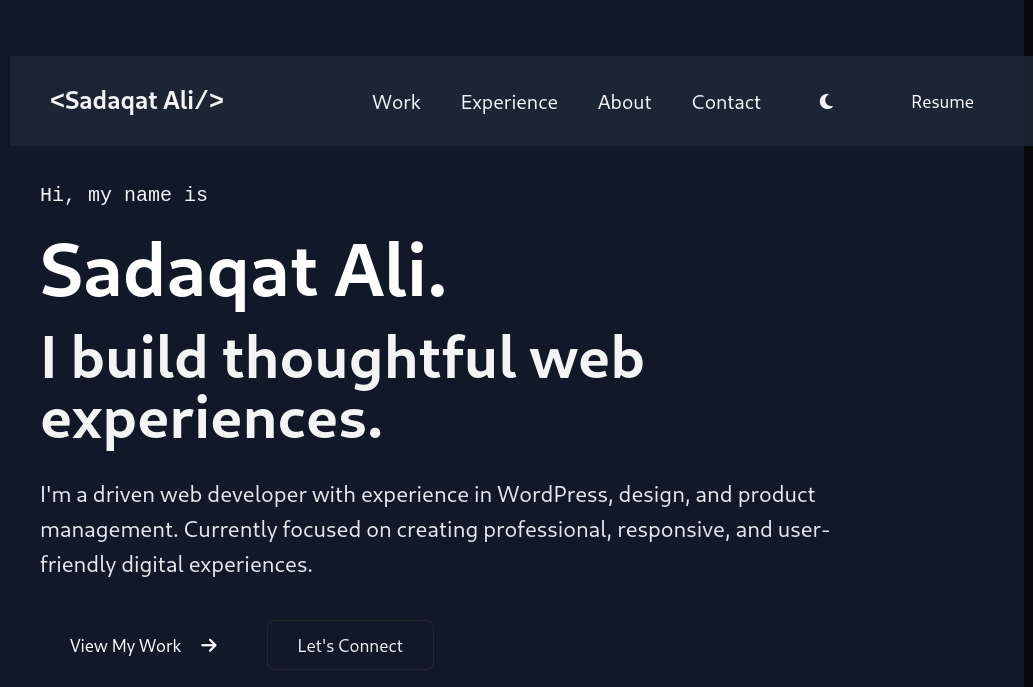 <Sadaqat Ali/>
Work
Experience
About
Contact
Resume
Hi, my name is
Sadaqat Ali.
I build thoughtful web
experiences.
I'm a driven web developer with experience in WordPress, design, and product
management. Currently focused on creating professional, responsive, and user-
friendly digital experiences.
View My Work
Let's Connect